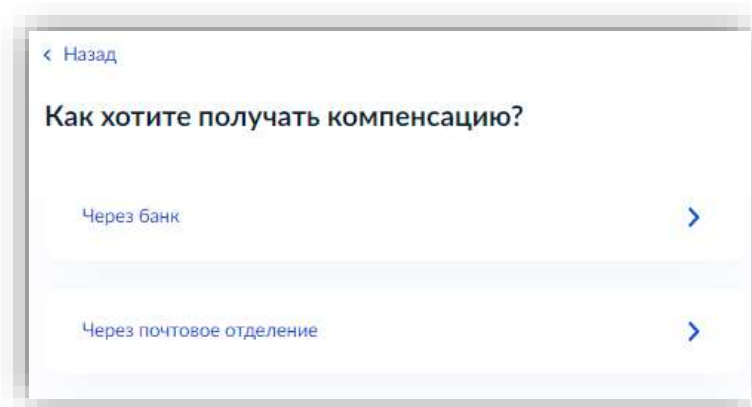 Назад
Как хотите получать компенсацию?
Через банк
Через почтовое отделение